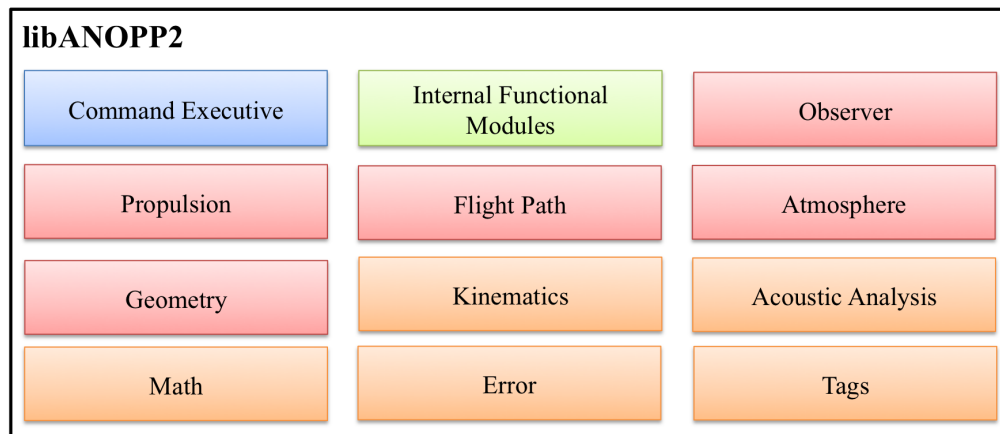 libANOPP2
Command Executive
Internal Functional
Modules
Observer
Propulsion
Flight Path
Atmosphere
Geometry
Kinematics
Acoustic Analysis
Math
Error
Tags